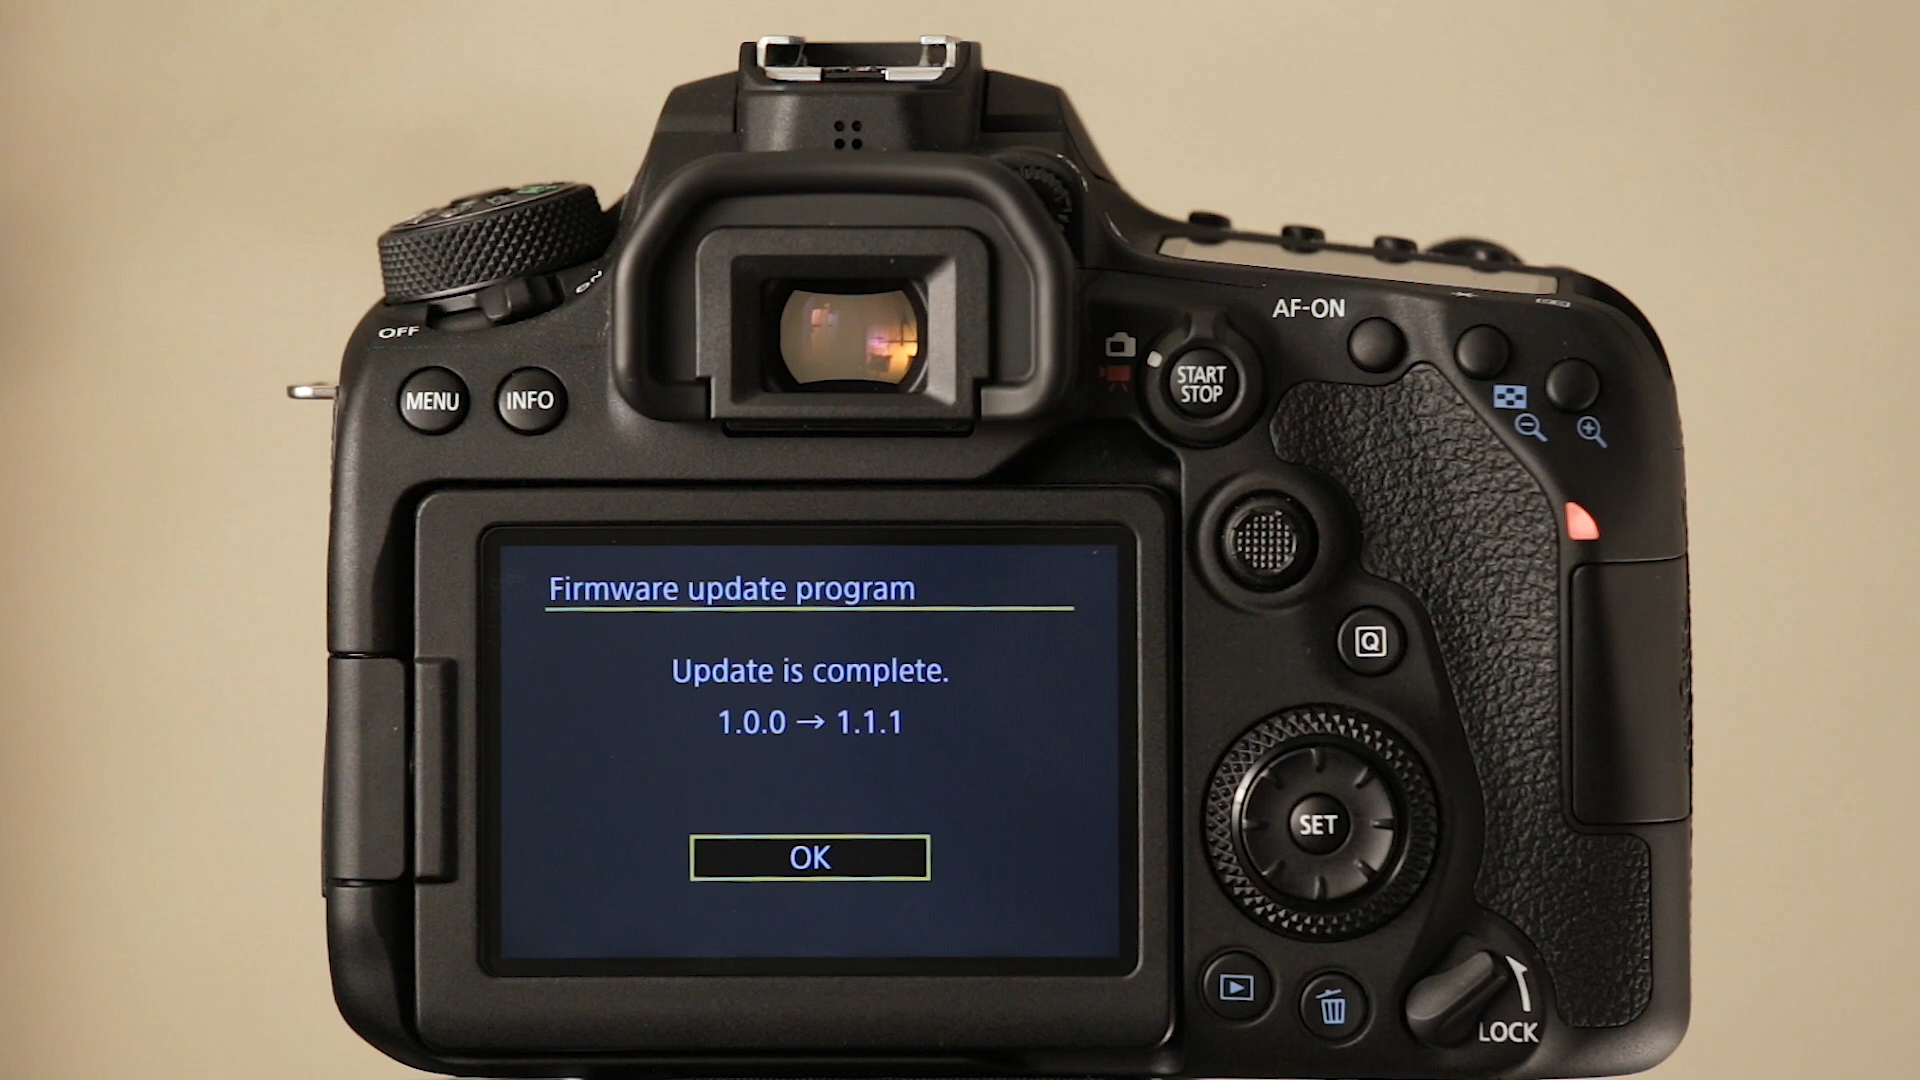 OFF
ON
MENU
INFO
AF-ON
START
STOP
Firmware update program
Update is complete.
1.0.0 → 1.1.1
OK
Q
SET
LOCK